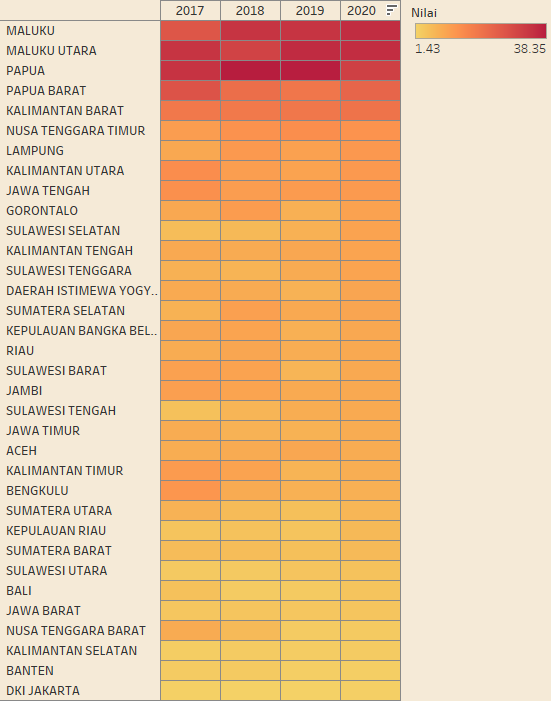 2017 2018 2019 2020
Nilai
1.43 38.35
MALUKU
MALUKU UTARA
PAPUA
PAPUA BARAT
KALIMANTAN BARAT
NUSA TENGGARA TIMUR
LAMPUNG
KALIMANTAN UTARA
JAWA TENGAH
GORONTALO
SULAWESI SELATAN
KALIMANTAN TENGAH
SULAWESI TENGGARA
DAERAH ISTIMEWA YOGY..
SUMATERA SELATAN
KEPULAUAN BANGKA BEL..
RIAU
SULAWESI BARAT
JAMBI
SULAWESI TENGAH
JAWA TIMUR
ACEH
KALIMANTAN TIMUR
BENGKULU
SUMATERA UTARA
KEPULAUAN RIAU
SUMATERA BARAT
SULAWESI UTARA
BALI
JAWA BARAT
NUSA TENGGARA BARAT
KALIMANTAN SELATAN
BANTEN
DKI JAKARTA